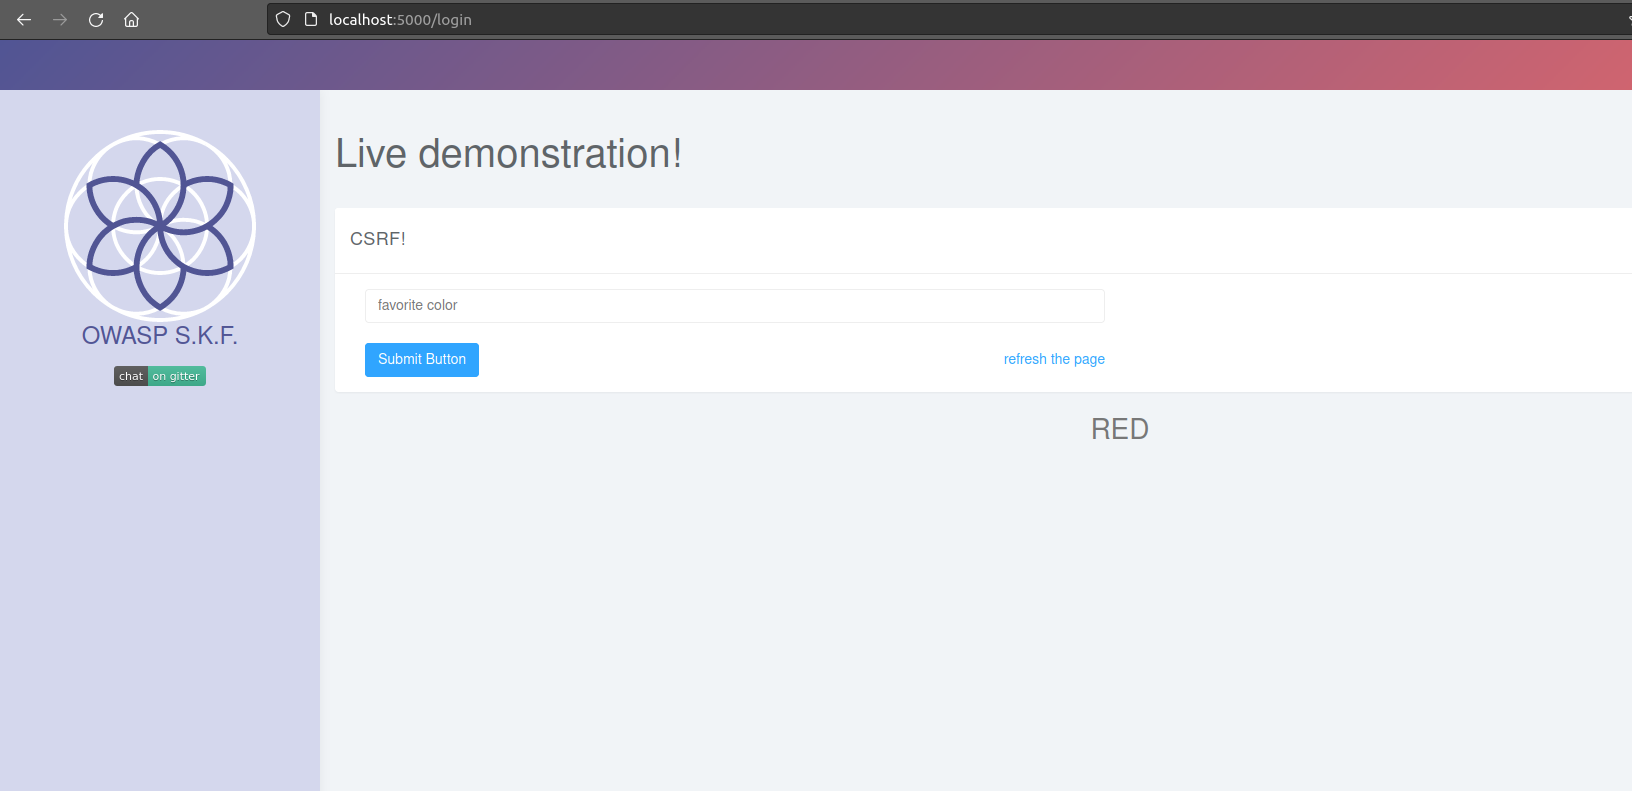 localhost:5000/login
Live demonstration!
CSRF!
favorite color
Submit Button
refresh the page
RED
OWASP S.K.F.
chat on gitter